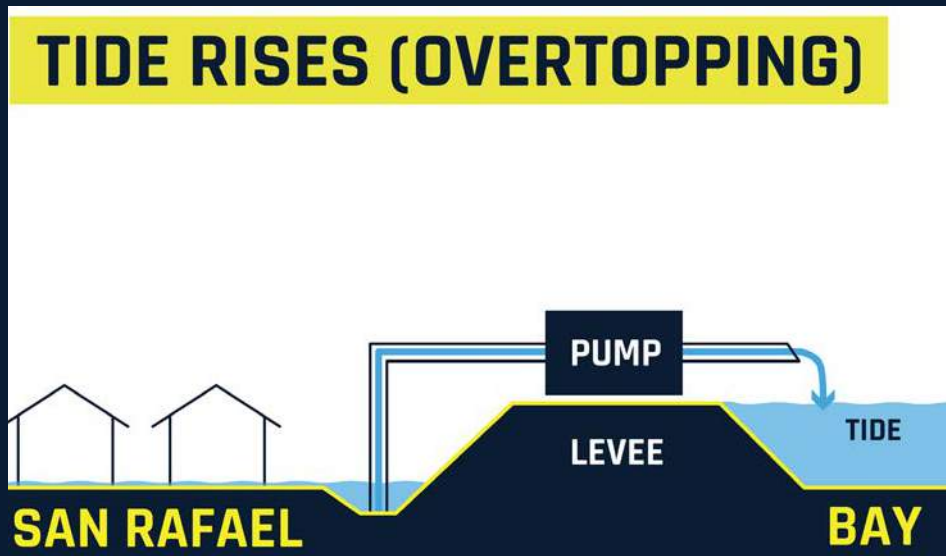 TIDE RISES (OVERTOPPING)
PUMP
LEVEE
TIDE
SAN RAFAEL
BAY